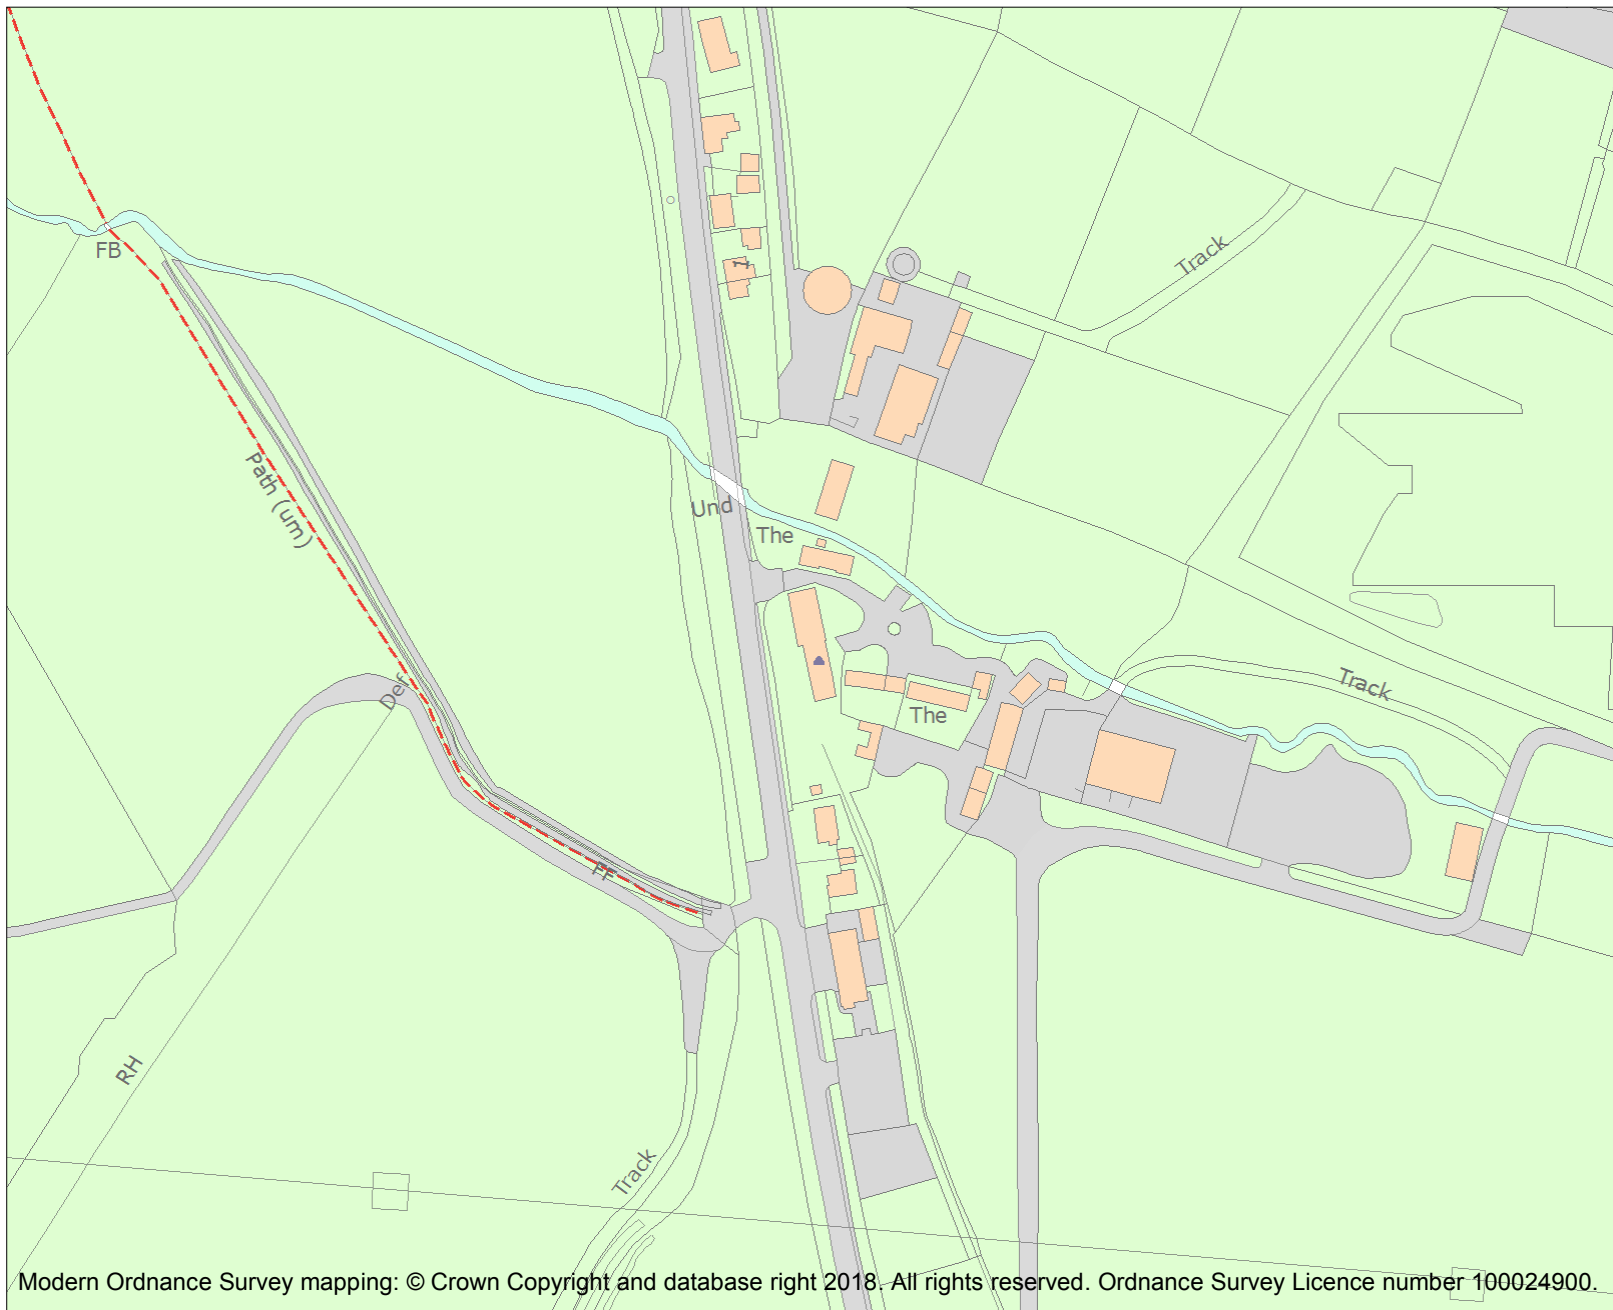 FB
Track
Path (um)
Und
The
Def
Track
The
FF
RH
Track
Modern Ordnance Survey mapping: © Crown Copyright and database right 2018. All rights reserved. Ordnance Survey Licence number 100024900.